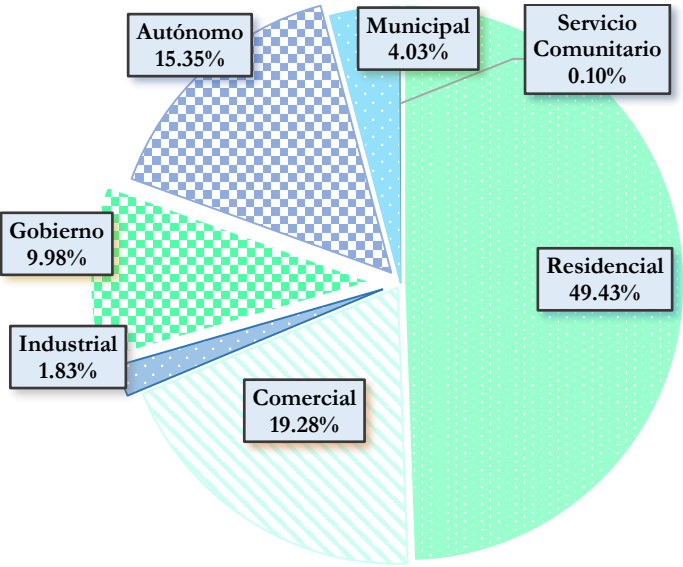 Autónomo
15.35%
Municipal
4.03%
Servicio
Comunitario
0.10%
Gobierno
9.98%
Residencial
49.43%
Industrial
1.83%
Comercial
19.28%